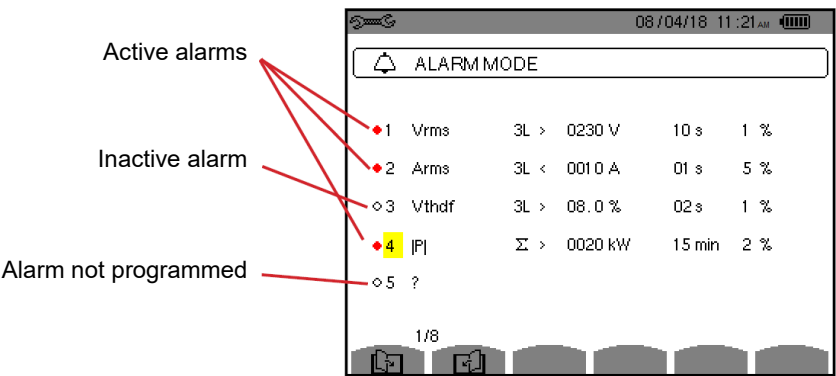 08/04/18 11:21 AM
Active alarms
ALARM MODE
1 Vrms 3L > 0230 V 10 s 1 %
Inactive alarm
2 Arms 3L < 0010 A 01 s 5 %
3 Vthdf 3L > 08.0 % 02 s 1 %
4 |P| Σ > 0020 kW 15 min 2 %
Alarm not programmed
5 ?
1/8